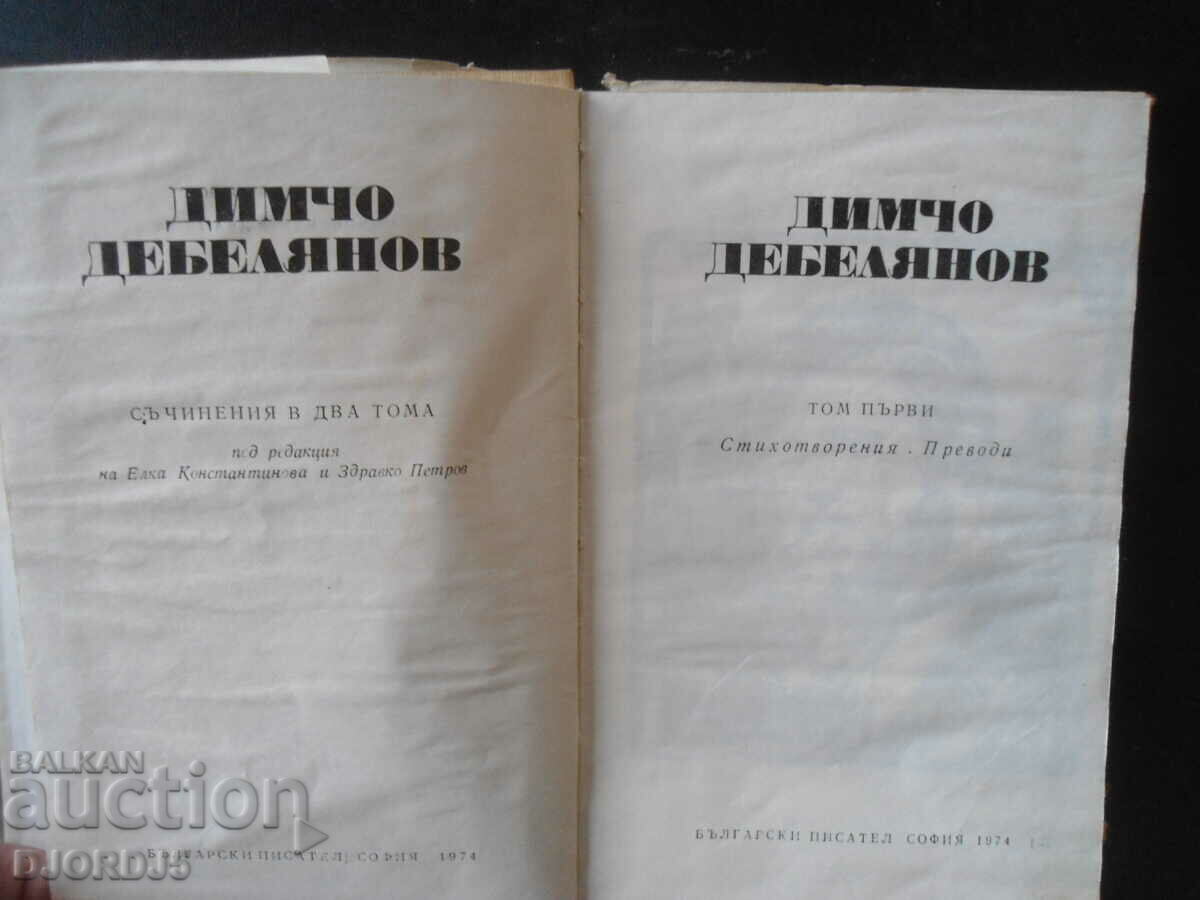 ДИМЧО
ДЕБЕЛЯНОВ
СЪЧИНЕНИЯ В ДВА ТОМА
под редакция
на Елка Константинова и Здравко Петров
БЪЛГАРСКИ ПИСАТЕЛ, СОФИЯ 1974
ДИМЧО
ДЕБЕЛЯНОВ
ТОМ ПЪРВИ
Стихотворения . Преводи
БЪЛГАРСКИ ПИСАТЕЛ СОФИЯ 1974
BALKAN
auction
DJORDJ5